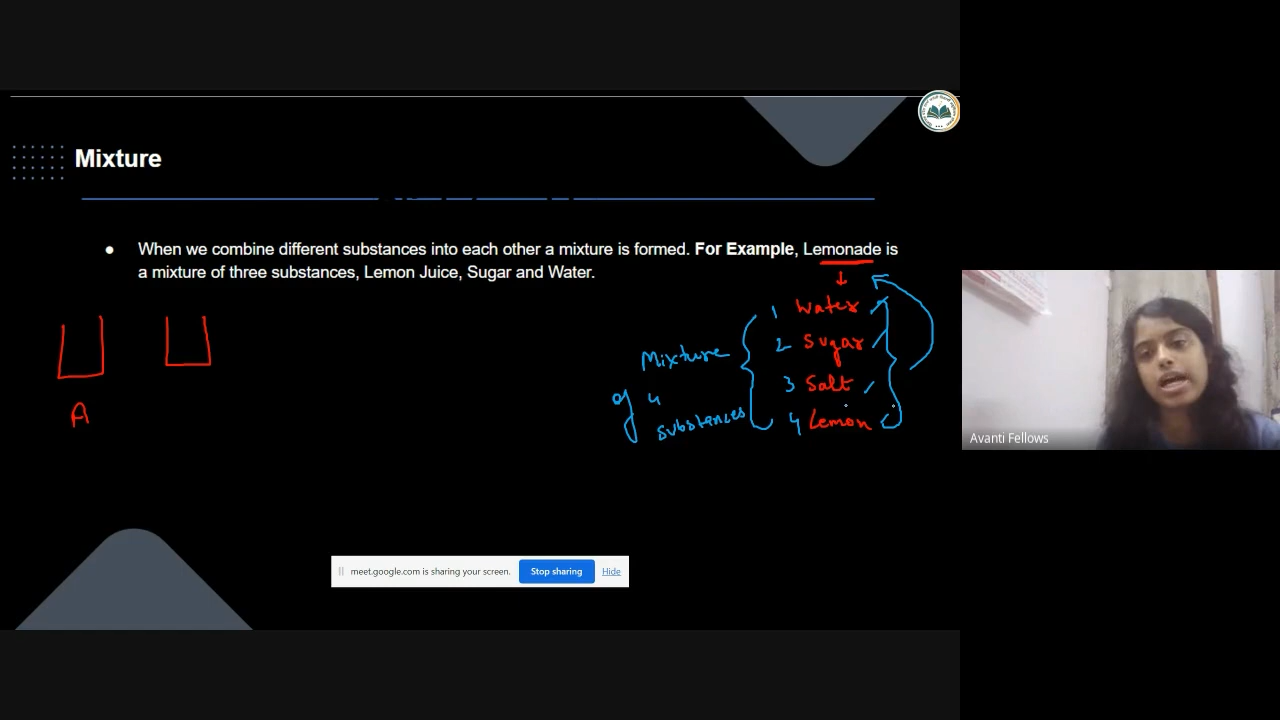 Mixture
● When we combine different substances into each other a mixture is formed. For Example, Lemonade is
a mixture of three substances, Lemon Juice, Sugar and Water.
1 Water
2 Sugar
Mixture
3 Salt
of 4
substances
4 Lemon
A
Avanti Fellows
meet.google.com is sharing your screen. Stop sharing Hide